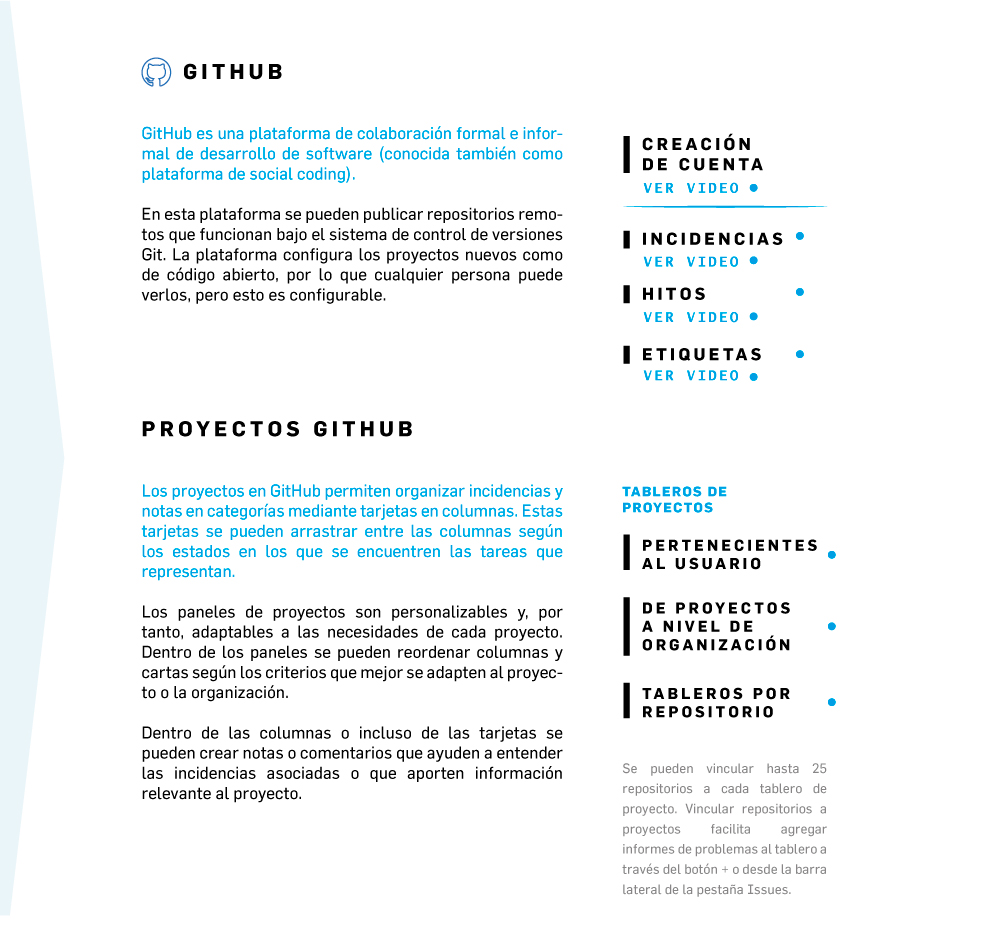 GITHUB
GitHub es una plataforma de colaboración formal e infor-
mal de desarrollo de software (conocida también como
plataforma de social coding).
En esta plataforma se pueden publicar repositorios remo-
tos que funcionan bajo el sistema de control de versiones
Git. La plataforma configura los proyectos nuevos como
de código abierto, por lo que cualquier persona puede
verlos, pero esto es configurable.
CREACIÓN
DE CUENTA
VER VIDEO
INCIDENCIAS
VER VIDEO
HITOS
VER VIDEO
ETIQUETAS
VER VIDEO
PROYECTOS GITHUB
Los proyectos en GitHub permiten organizar incidencias y
notas en categorías mediante tarjetas en columnas. Estas
tarjetas se pueden arrastrar entre las columnas según
los estados en los que se encuentren las tareas que
representan.
Los paneles de proyectos son personalizables y, por
tanto, adaptables a las necesidades de cada proyecto.
Dentro de los paneles se pueden reordenar columnas y
cartas según los criterios que mejor se adapten al proyec-
to o la organización.
Dentro de las columnas o incluso de las tarjetas se
pueden crear notas o comentarios que ayuden a entender
las incidencias asociadas o que aporten información
relevante al proyecto.
TABLEROS DE
PROYECTOS
PERTENECIENTES
AL USUARIO
DE PROYECTOS
A NIVEL DE
ORGANIZACIÓN
TABLEROS POR
REPOSITORIO
Se pueden vincular hasta 25
repositorios a cada tablero de
proyecto. Vincular repositorios a
proyectos facilita agregar
informes de problemas al tablero a
través del botón + o desde la barra
lateral de la pestaña Issues.